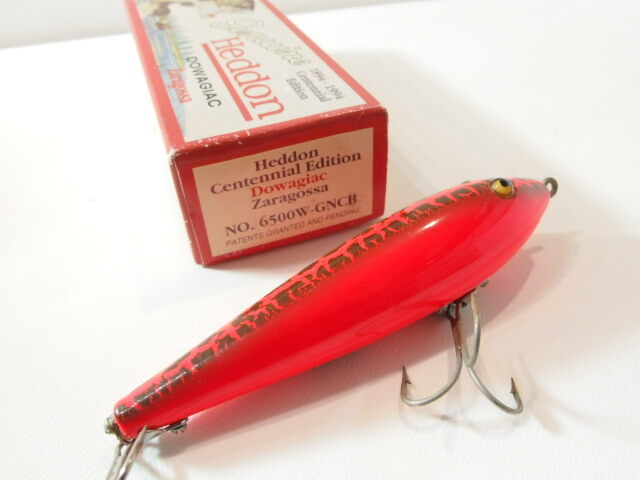 Genuine
Heddon
1894 - 1994
Centennial
Edition
DOWAGIAC
Zaragossa
Heddon
Centennial Edition
Dowagiac
Zaragossa
NO. 6500W-GNCB
PATENTS GRANTED AND PENDING